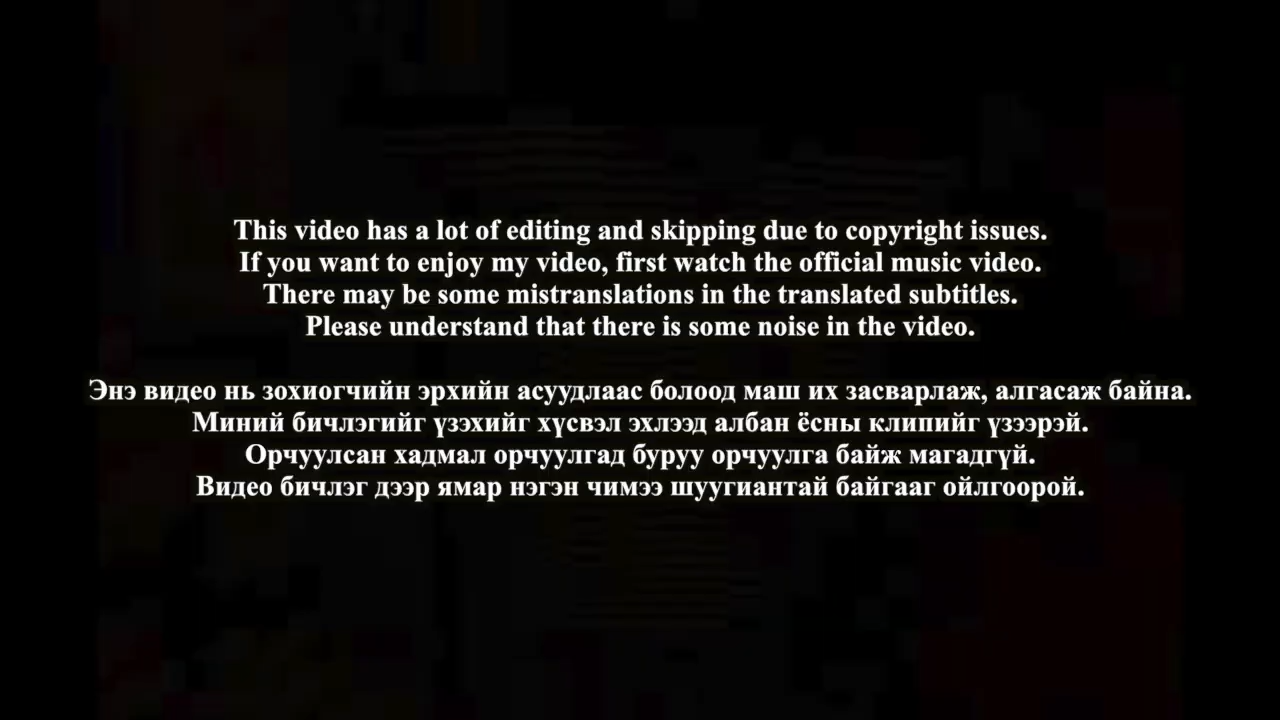 This video has a lot of editing and skipping due to copyright issues.
If you want to enjoy my video, first watch the official music video.
There may be some mistranslations in the translated subtitles.
Please understand that there is some noise in the video.
Энэ видео нь зохиогчийн эрхийн асуудлаас болоод маш их засварлаж, алгасаж байна.
Миний бичлэгийг үзэхийг хүсвэл эхлээд албан ёсны клипийг үзээрэй.
Орчуулсан хадмал орчуулгад буруу орчуулга байж магадгүй.
Видео бичлэг дээр ямар нэгэн чимээ шуугиантай байгааг ойлгоорой.